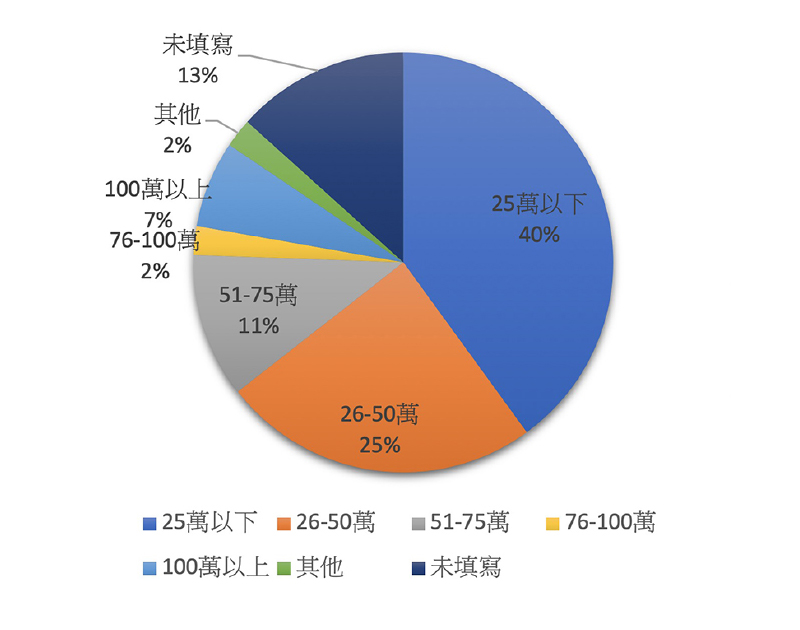 未填寫
13%
其他
2%
100萬以上
7%
76-100萬
2%
51-75萬
11%
26-50萬
25%
25萬以下
40%
25萬以下 26-50萬 51-75萬 76-100萬
100萬以上 其他 未填寫